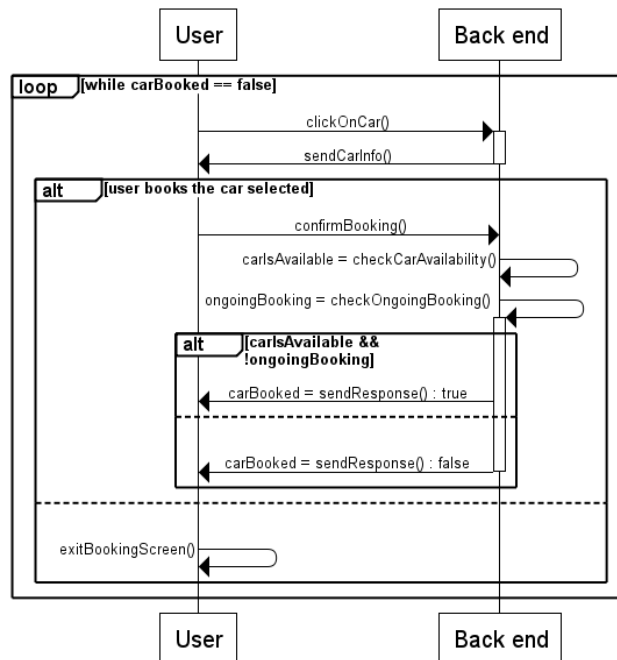 User
Back end
loop
[while carBooked == false]
clickOnCar()
sendCarInfo()
alt
[user books the car selected]
confirmBooking()
carIsAvailable = checkCarAvailability()
ongoingBooking = checkOngoingBooking()
alt
[carIsAvailable &&
!ongoingBooking]
carBooked = sendResponse() : true
carBooked = sendResponse() : false
exitBookingScreen()
User
Back end